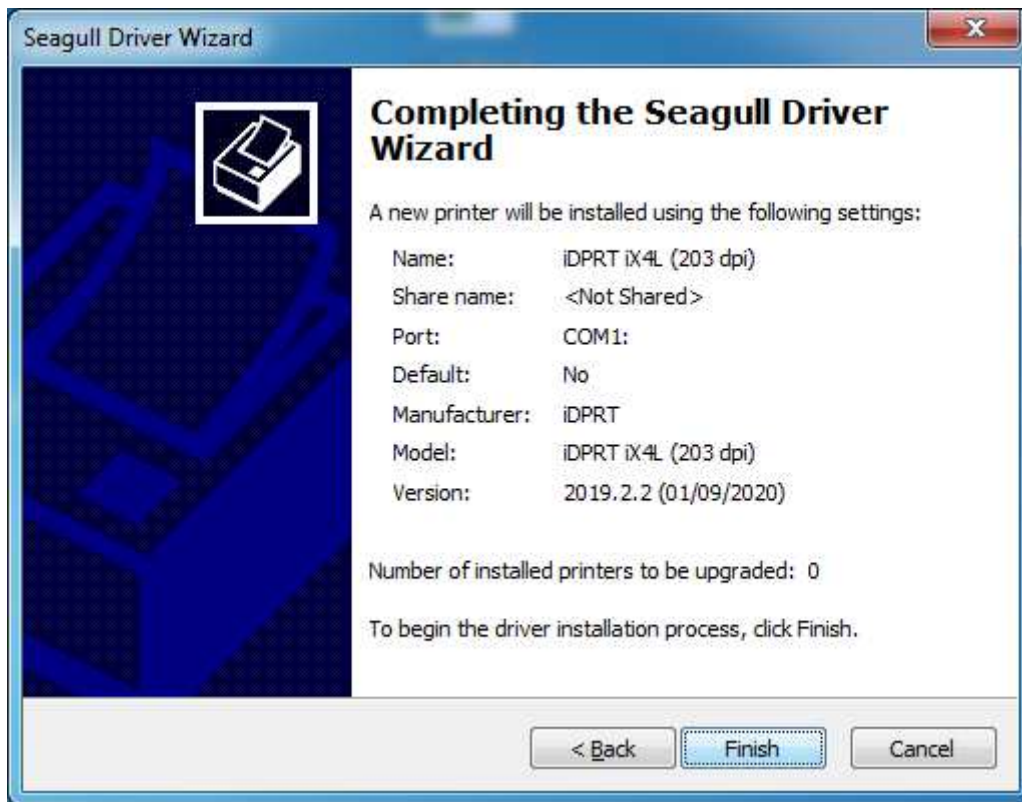 Seagull Driver Wizard
Completing the Seagull Driver
Wizard
A new printer will be installed using the following settings:
Name: iDPRT iX4L (203 dpi)
Share name: <Not Shared>
Port: COM1:
Default: No
Manufacturer: iDPRT
Model: iDPRT iX4L (203 dpi)
Version: 2019.2.2 (01/09/2020)
Number of installed printers to be upgraded: 0
To begin the driver installation process, click Finish.
< Back Finish Cancel